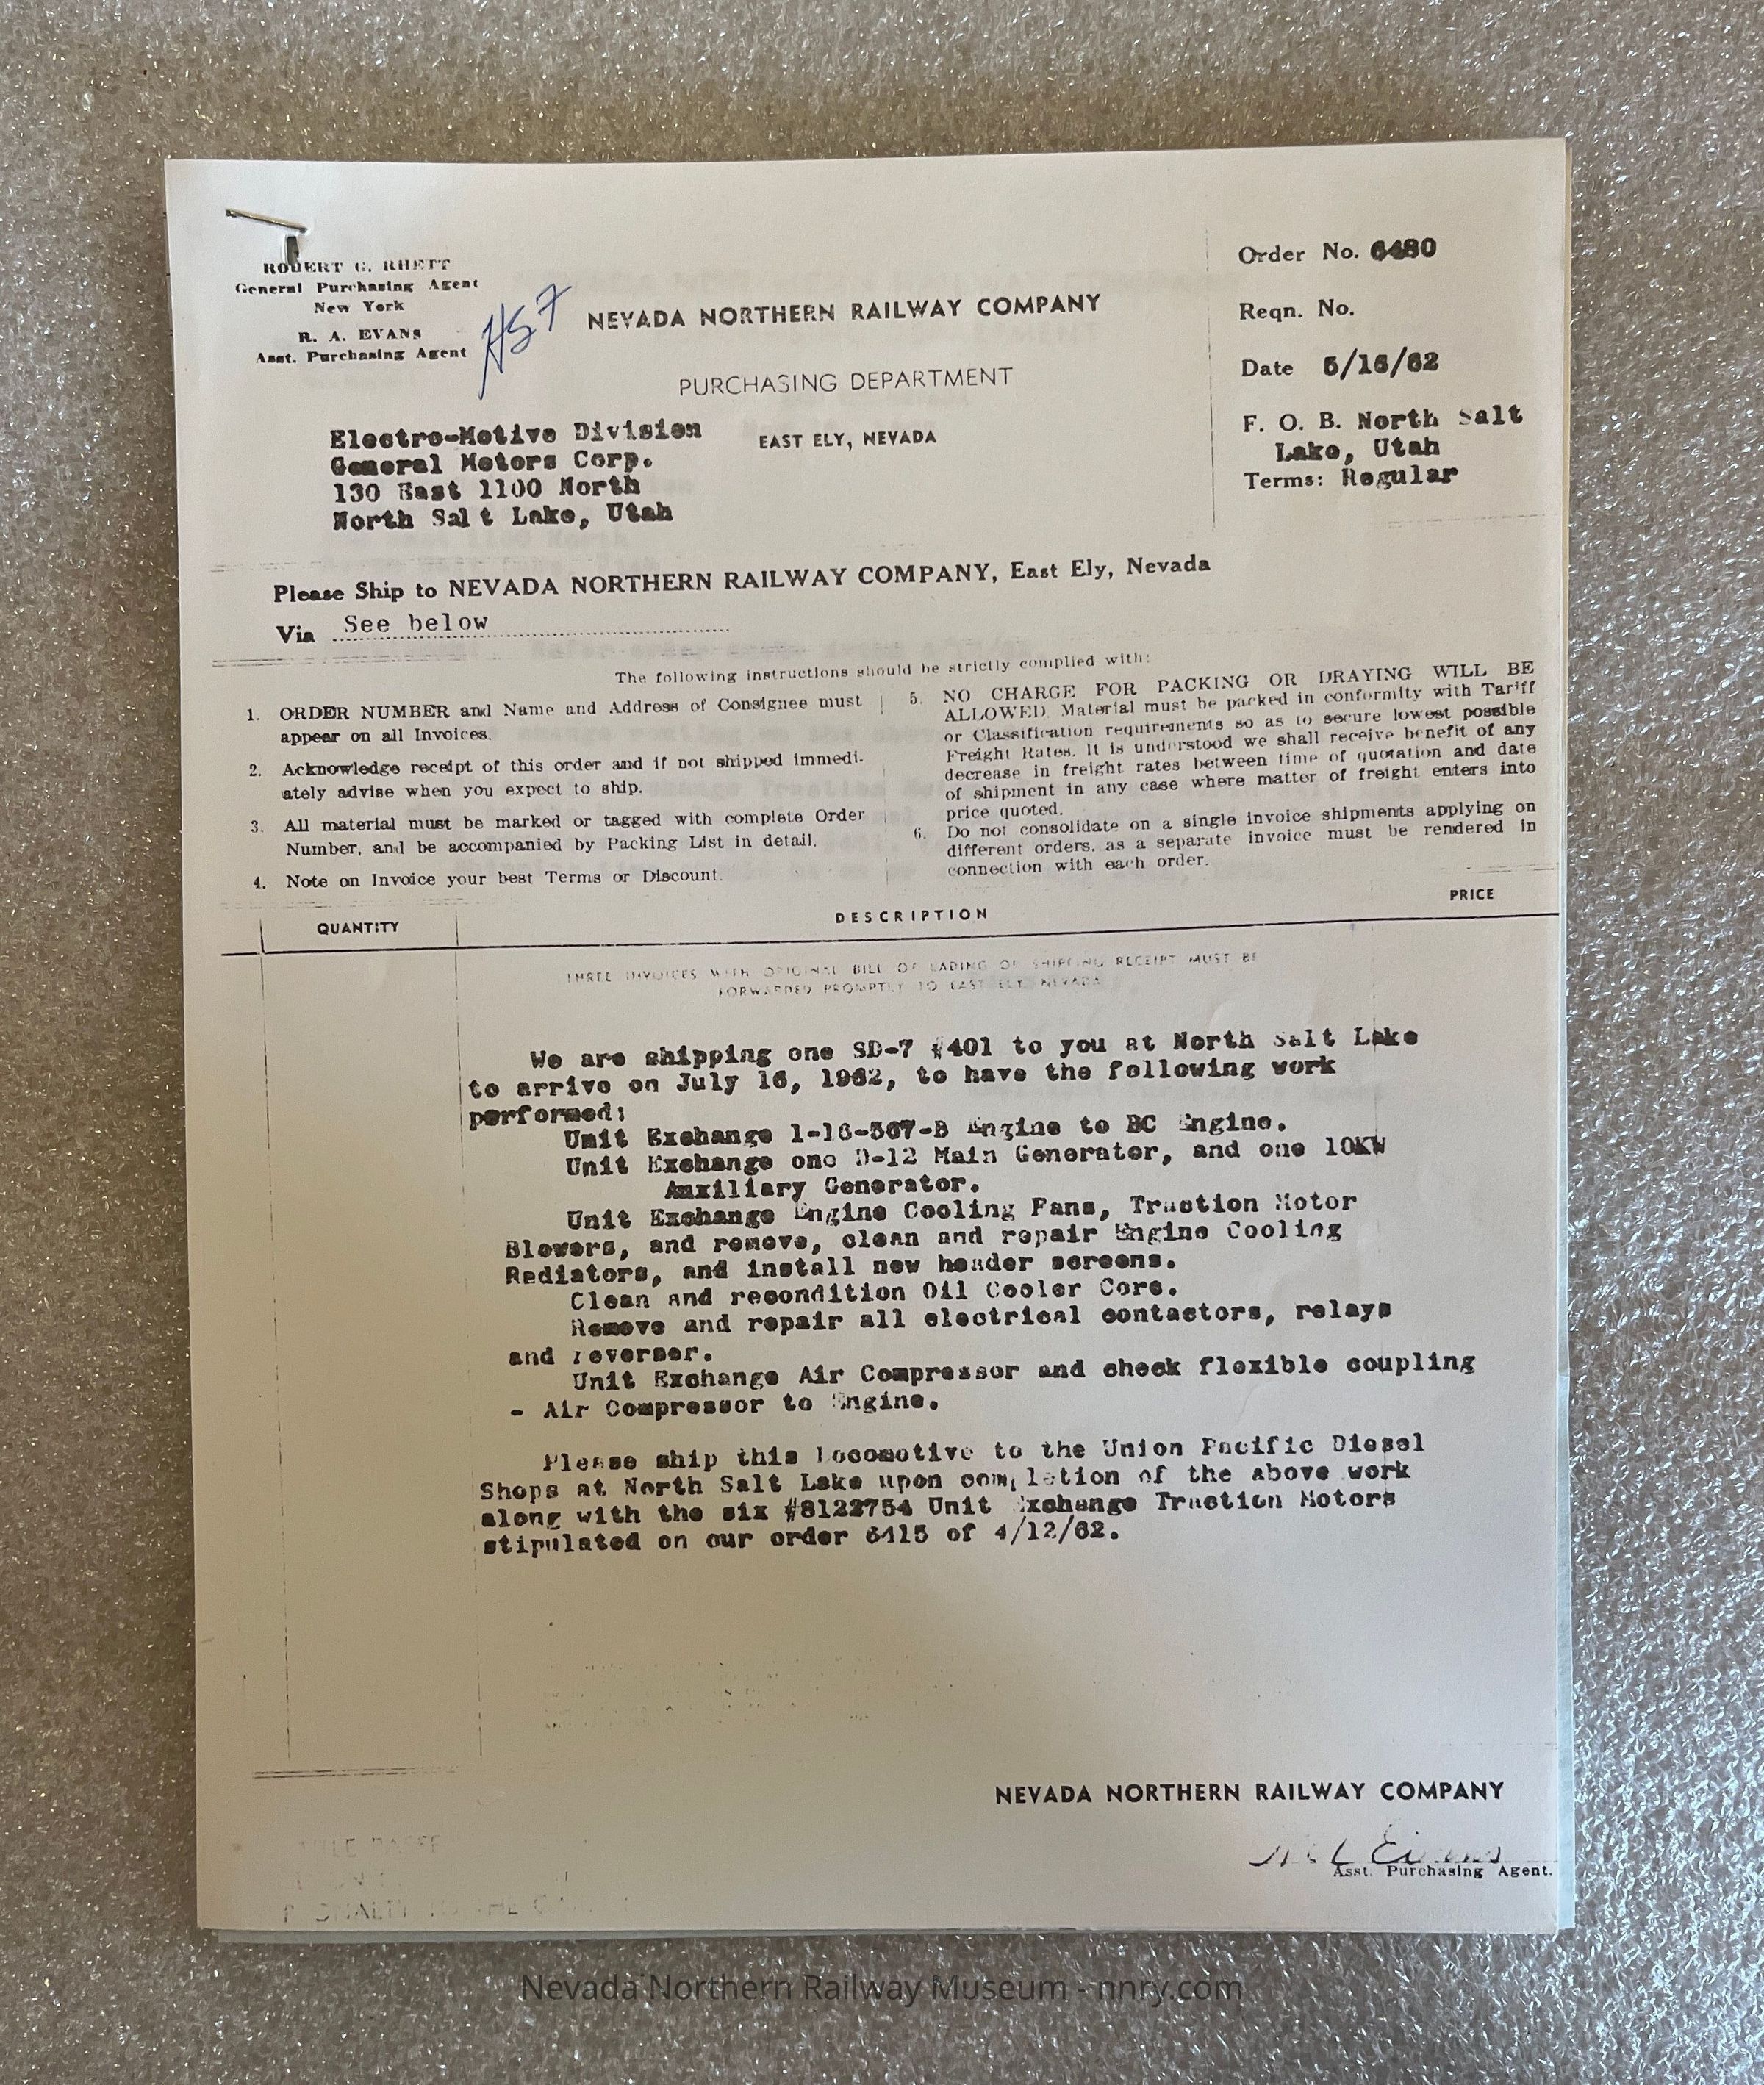 ROBERT G. RHETT
General Purchasing Agent
New York
R. A. EVANS
Asst. Purchasing Agent
HS7
NEVADA NORTHERN RAILWAY COMPANY
PURCHASING DEPARTMENT
EAST ELY, NEVADA
Order No. 6480
Reqn. No.
Date 5/16/62
F. O. B. North Salt
Lake, Utah
Terms: Regular
Electro-Motive Division
General Motors Corp.
130 East 1100 North
North Salt Lake, Utah
Please Ship to NEVADA NORTHERN RAILWAY COMPANY, East Ely, Nevada
Via See below
The following instructions should be strictly complied with:
1. ORDER NUMBER and Name and Address of Consignee must
appear on all Invoices.
2. Acknowledge receipt of this order and if not shipped immedi-
ately advise when you expect to ship.
3. All material must be marked or tagged with complete Order
Number, and be accompanied by Packing List in detail.
4. Note on Invoice your best Terms or Discount.
5. NO CHARGE FOR PACKING OR DRAYING WILL BE
ALLOWED. Material must be packed in conformity with Tariff
or Classification requirements so as to secure lowest possible
Freight Rates. It is understood we shall receive benefit of any
decrease in freight rates between time of quotation and date
of shipment in any case where matter of freight enters into
price quoted.
6. Do not consolidate on a single invoice shipments applying on
different orders, as a separate invoice must be rendered in
connection with each order.
QUANTITY
DESCRIPTION
PRICE
THREE INVOICES WITH ORIGINAL BILL OF LADING OR SHIPPING RECEIPT MUST BE
FORWARDED PROMPTLY TO EAST ELY, NEVADA
We are shipping one SD-7 #401 to you at North Salt Lake
to arrive on July 16, 1962, to have the following work
performed:
Unit Exchange 1-16-567-B Engine to BC Engine.
Unit Exchange one D-12 Main Generator, and one 10KW
Auxiliary Generator.
Unit Exchange Engine Cooling Fans, Traction Motor
Blowers, and remove, clean and repair Engine Cooling
Radiators, and install new header screens.
Clean and recondition Oil Cooler Core.
Remove and repair all electrical contactors, relays
and reverser.
Unit Exchange Air Compressor and check flexible coupling
- Air Compressor to Engine.
Please ship this Locomotive to the Union Pacific Diesel
Shops at North Salt Lake upon completion of the above work
along with the six #8122754 Unit Exchange Traction Motors
stipulated on our order 6415 of 4/12/62.
NEVADA NORTHERN RAILWAY COMPANY
Asst. Purchasing Agent.
Nevada Northern Railway Museum - nnry.com